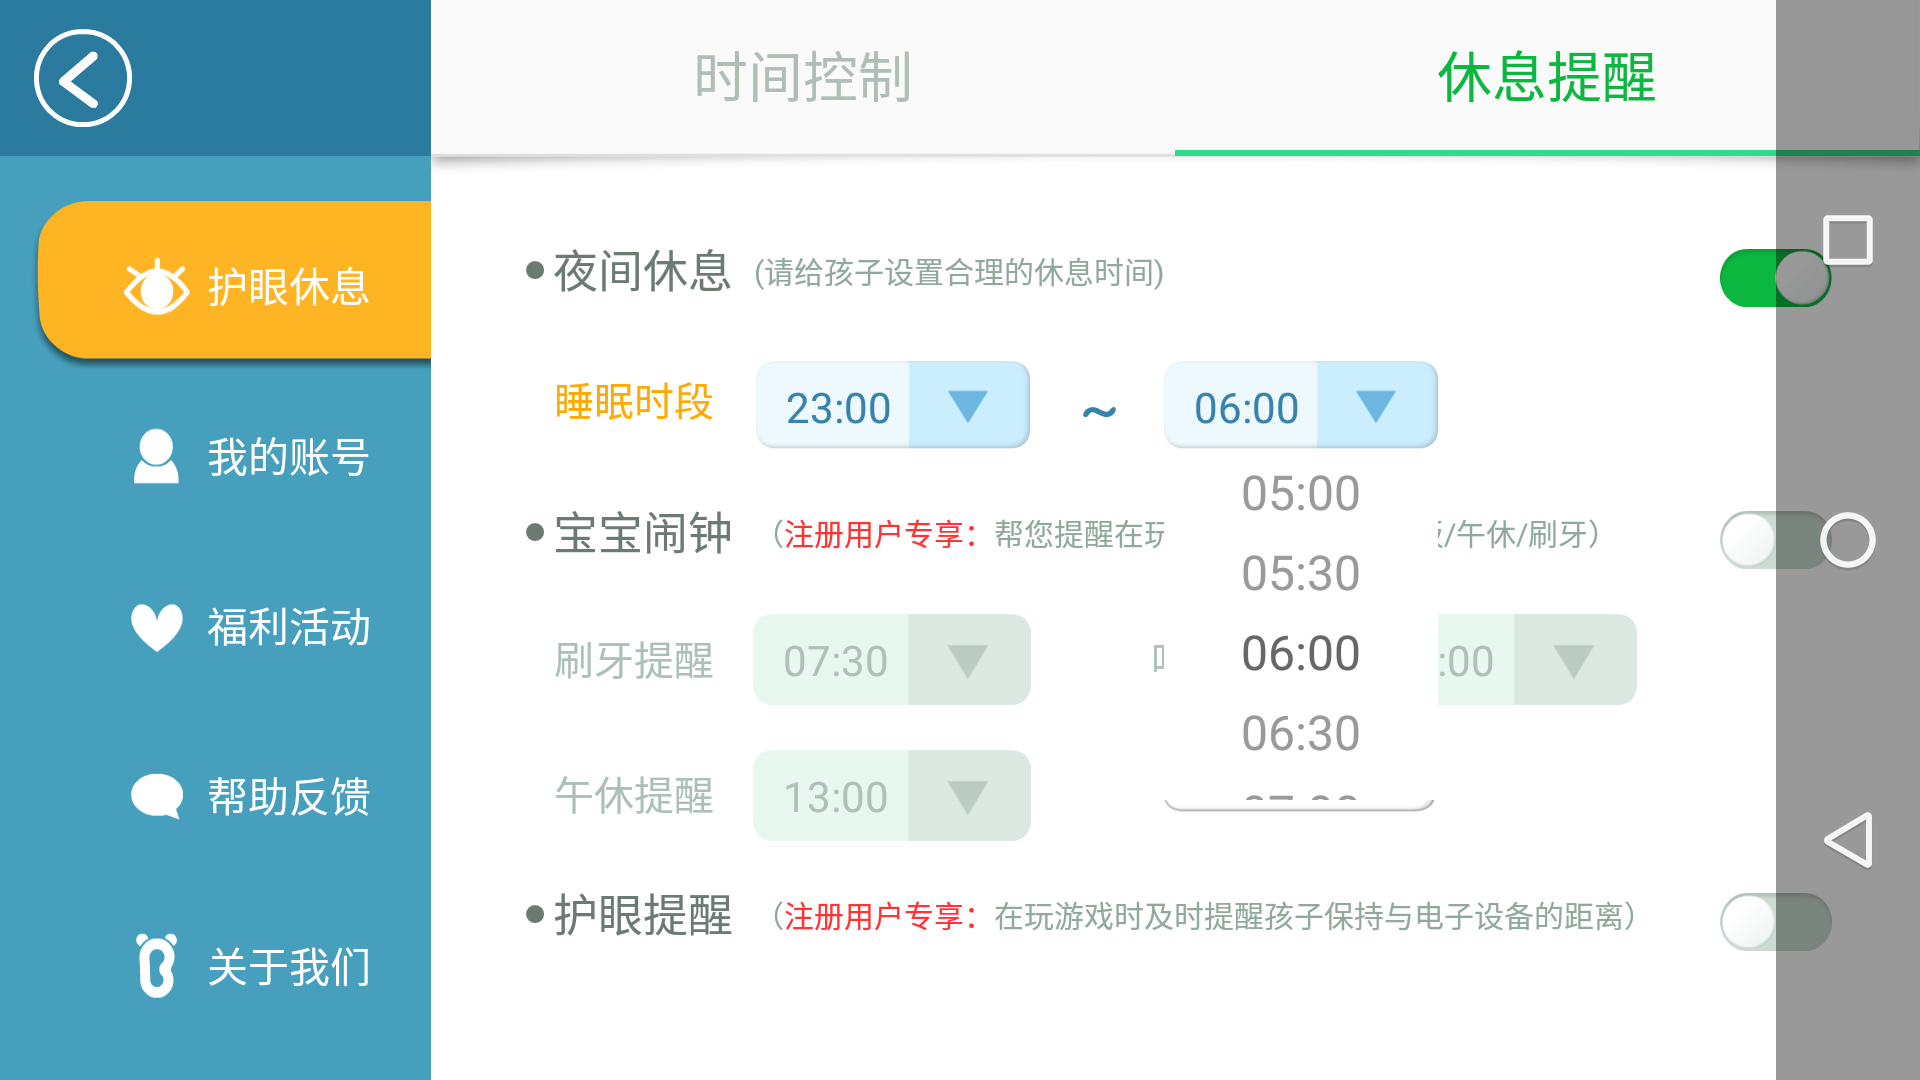 时间控制
休息提醒
护眼休息
我的账号
福利活动
帮助反馈
关于我们
夜间休息 (请给孩子设置合理的休息时间)
睡眠时段 23:00 ~ 06:00
05:00
05:30
06:00
06:30
宝宝闹钟 （注册用户专享：帮您提醒在玩 /午休/刷牙）
刷牙提醒 07:30 :00
午休提醒 13:00
护眼提醒 （注册用户专享：在玩游戏时及时提醒孩子保持与电子设备的距离）